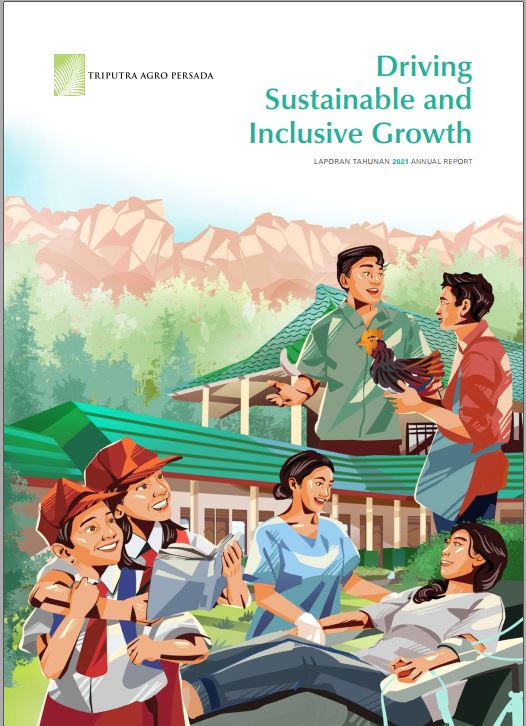 TRIPUTRA AGRO PERSADA
Driving
Sustainable and
Inclusive Growth
LAPORAN TAHUNAN 2021 ANNUAL REPORT